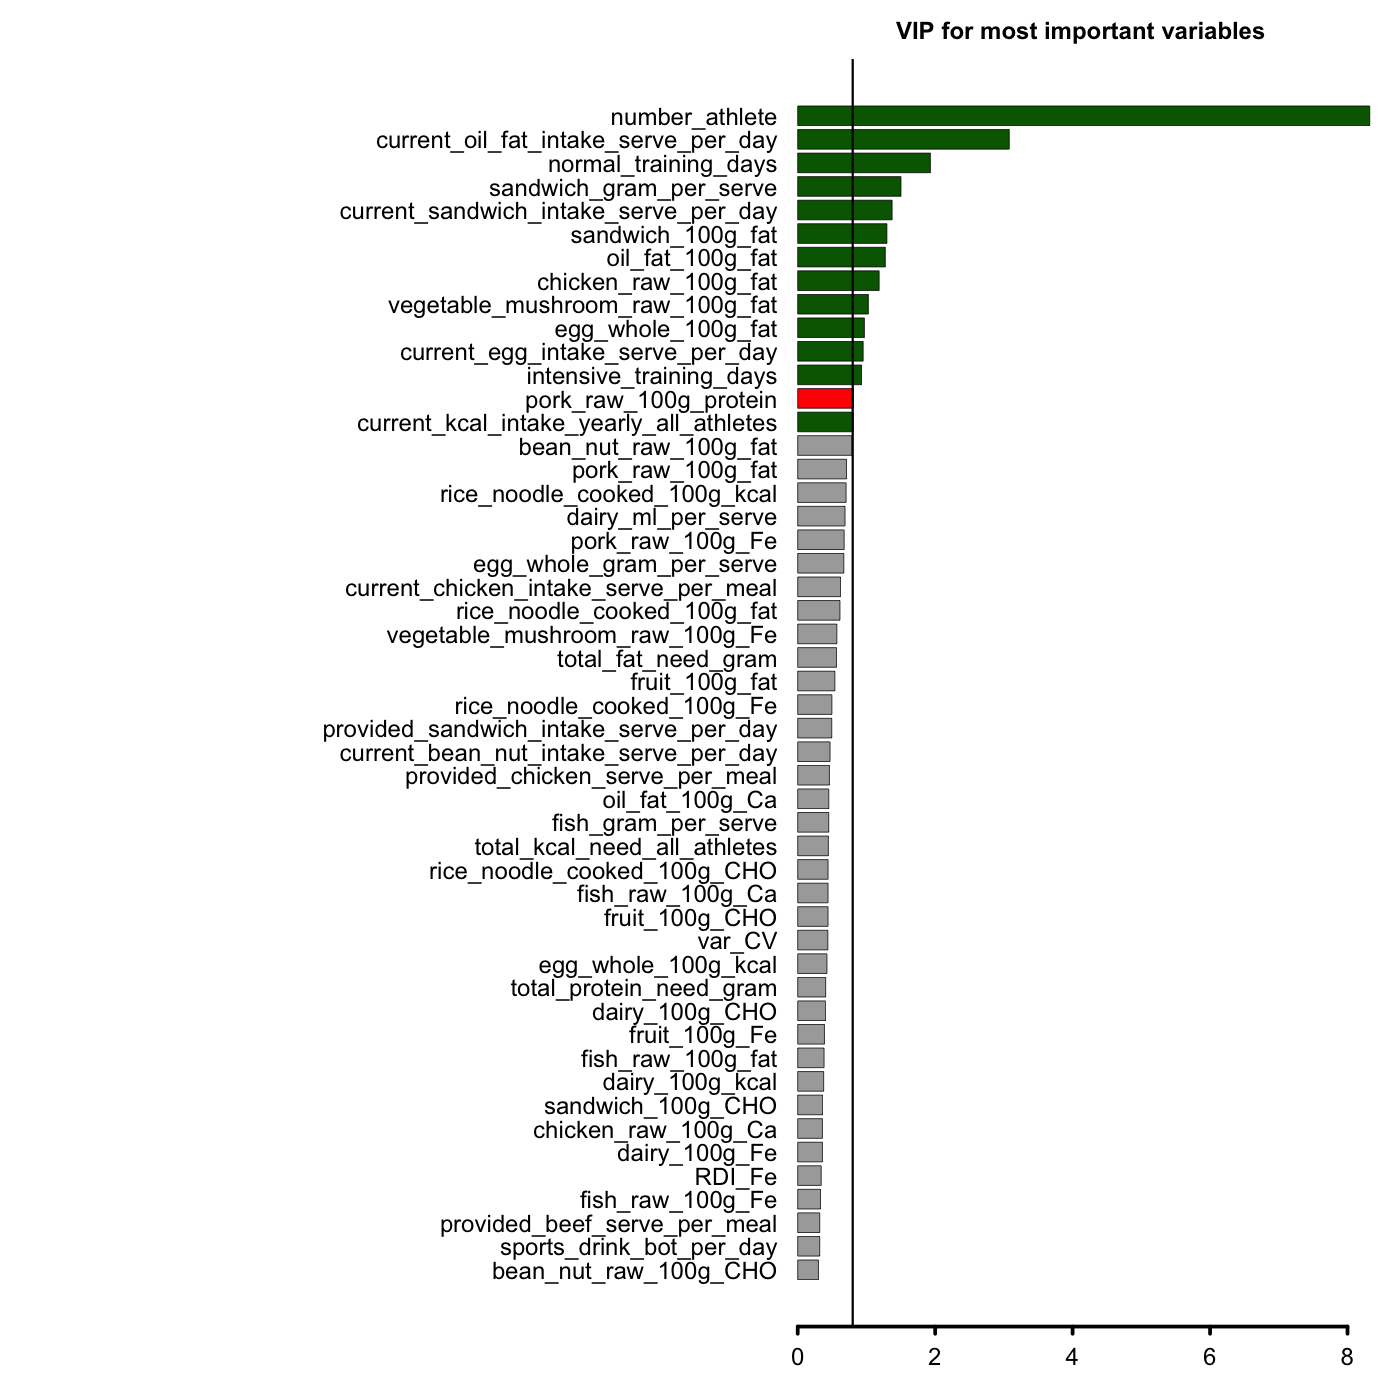 VIP for most important variables
number_athlete
current_oil_fat_intake_serve_per_day
normal_training_days
sandwich_gram_per_serve
current_sandwich_intake_serve_per_day
sandwich_100g_fat
oil_fat_100g_fat
chicken_raw_100g_fat
vegetable_mushroom_raw_100g_fat
egg_whole_100g_fat
current_egg_intake_serve_per_day
intensive_training_days
pork_raw_100g_protein
current_kcal_intake_yearly_all_athletes
bean_nut_raw_100g_fat
pork_raw_100g_fat
rice_noodle_cooked_100g_kcal
dairy_ml_per_serve
pork_raw_100g_Fe
egg_whole_gram_per_serve
current_chicken_intake_serve_per_meal
rice_noodle_cooked_100g_fat
vegetable_mushroom_raw_100g_Fe
total_fat_need_gram
fruit_100g_fat
rice_noodle_cooked_100g_Fe
provided_sandwich_intake_serve_per_day
current_bean_nut_intake_serve_per_day
provided_chicken_serve_per_meal
oil_fat_100g_Ca
fish_gram_per_serve
total_kcal_need_all_athletes
rice_noodle_cooked_100g_CHO
fish_raw_100g_Ca
fruit_100g_CHO
var_CV
egg_whole_100g_kcal
total_protein_need_gram
dairy_100g_CHO
fruit_100g_Fe
fish_raw_100g_fat
dairy_100g_kcal
sandwich_100g_CHO
chicken_raw_100g_Ca
dairy_100g_Fe
RDI_Fe
fish_raw_100g_Fe
provided_beef_serve_per_meal
sports_drink_bot_per_day
bean_nut_raw_100g_CHO
0 2 4 6 8